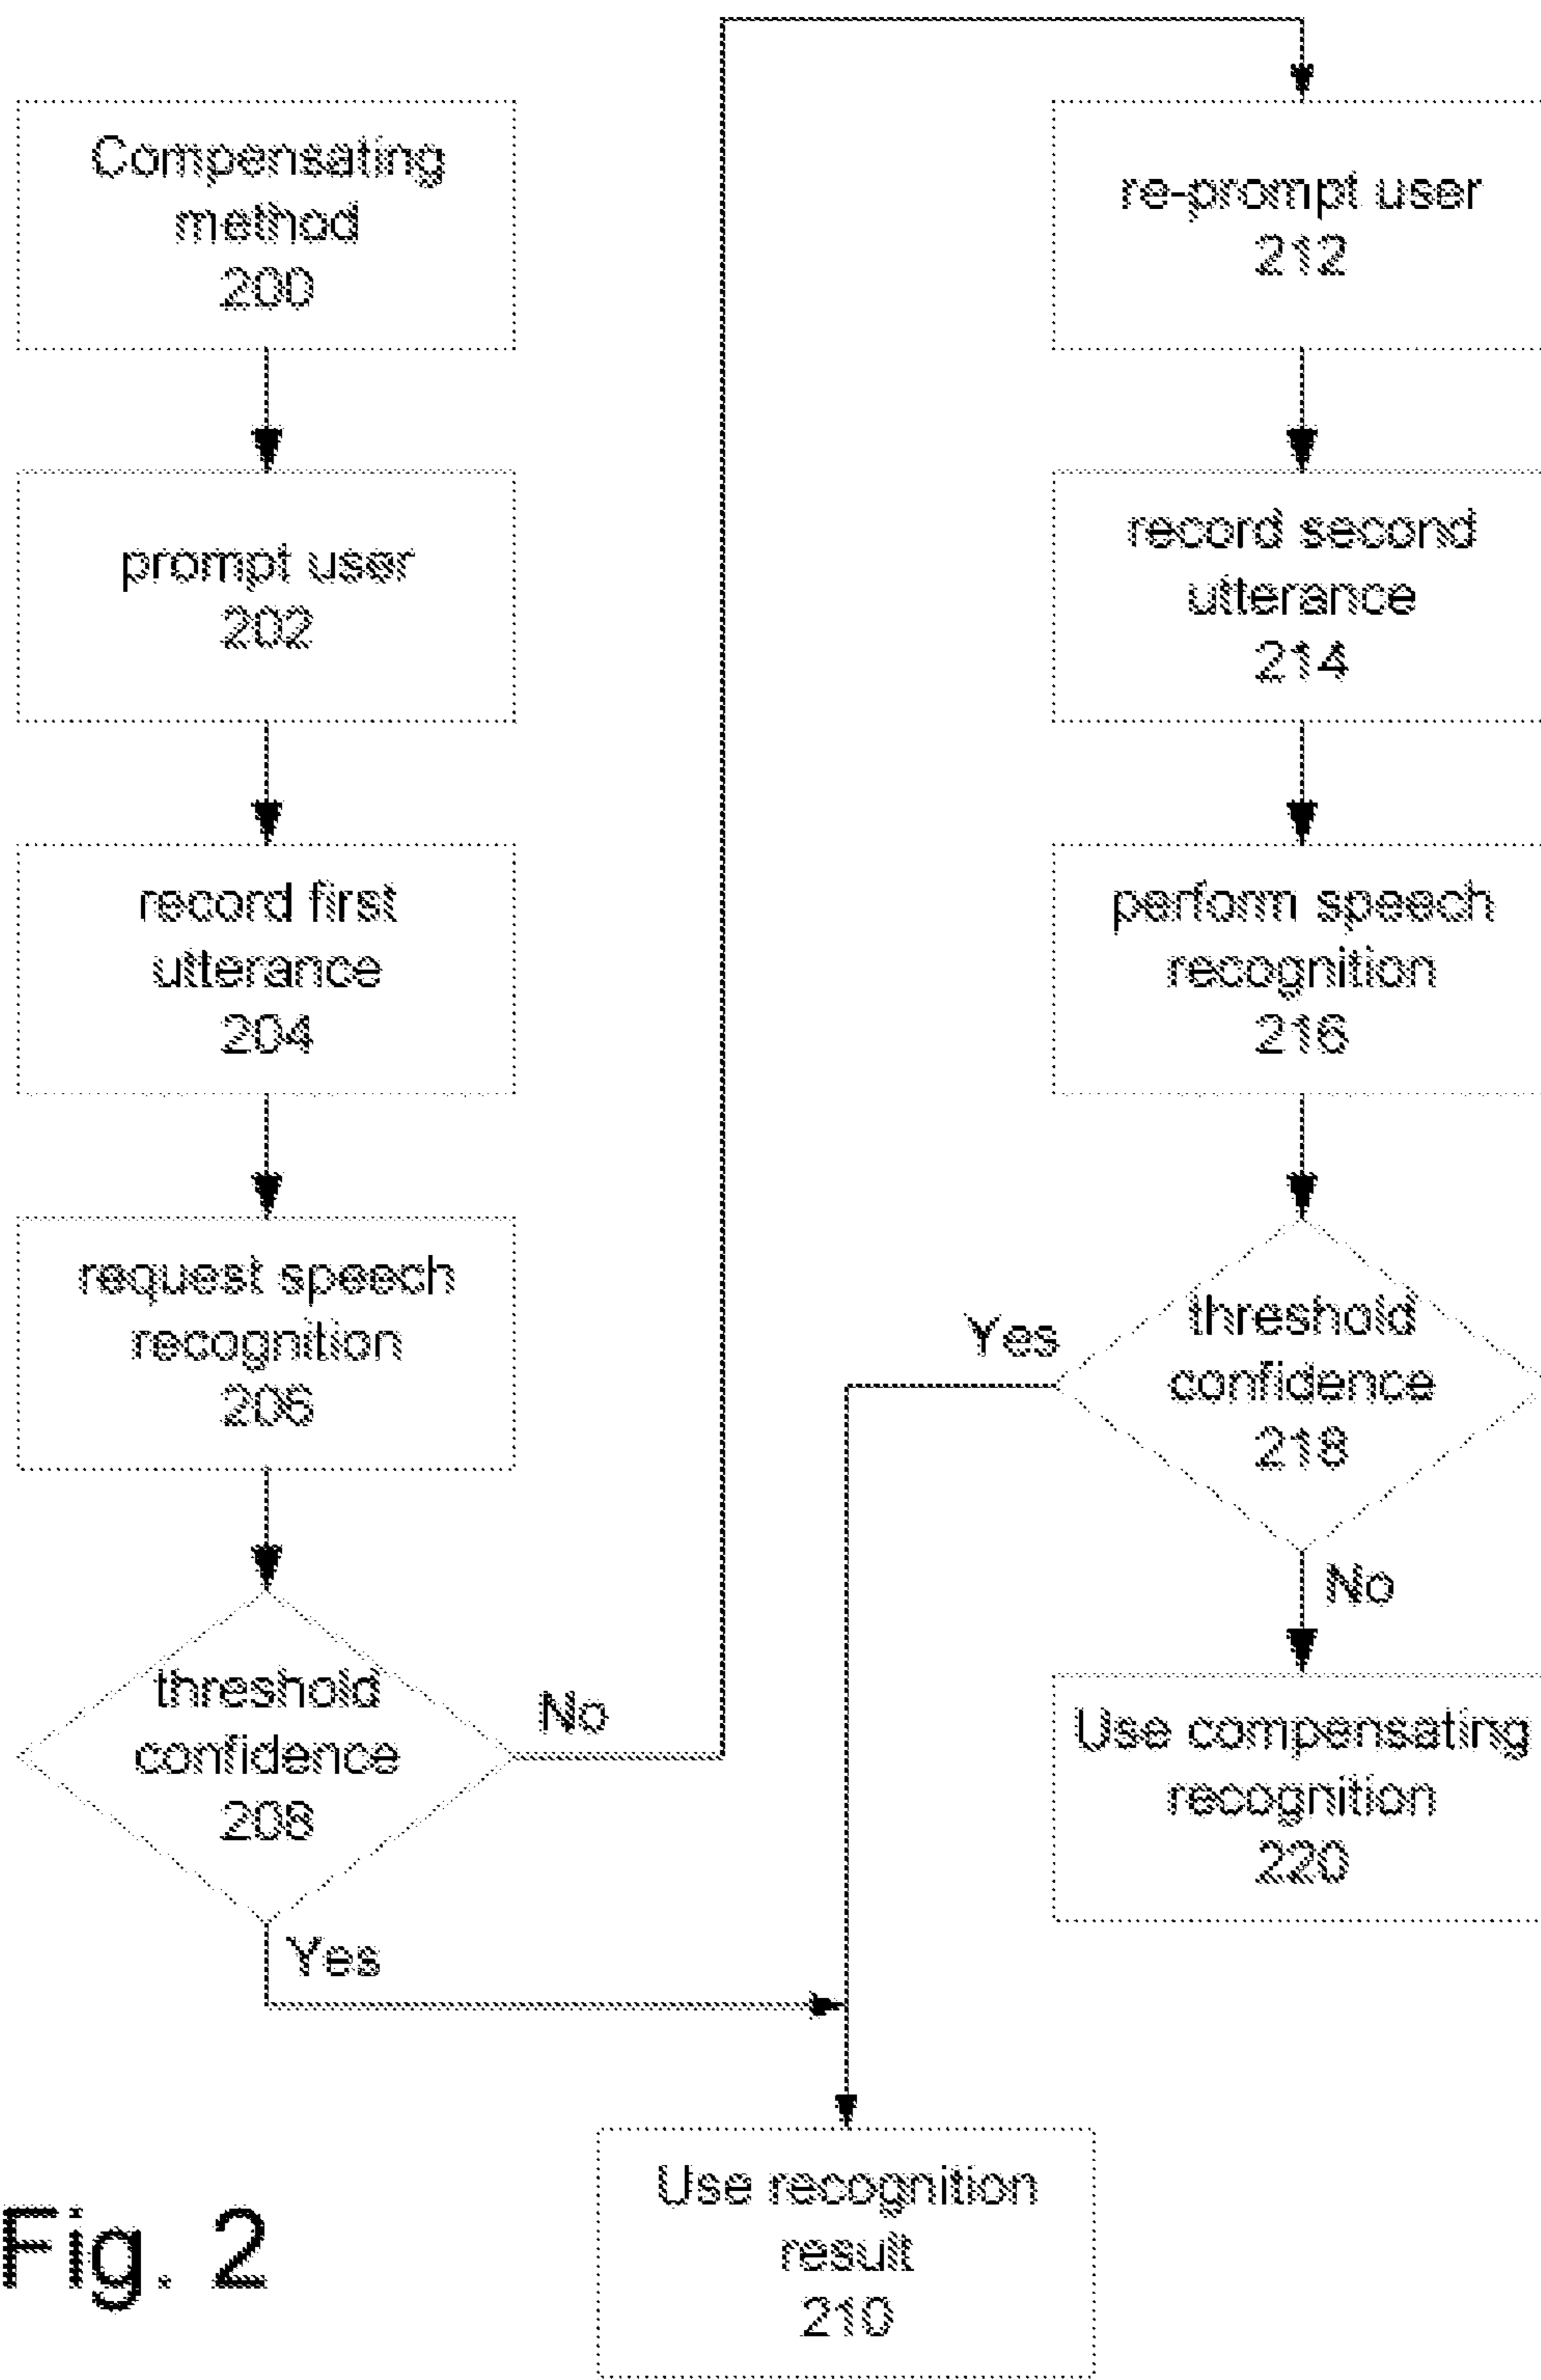 Compensating
method
200
prompt user
202
record first
utterance
204
request speech
recognition
206
threshold
confidence
208
No
Yes
re-prompt user
212
record second
utterance
214
perform speech
recognition
216
threshold
confidence
218
Yes
No
Use compensating
recognition
220
Use recognition
result
210
Fig. 2